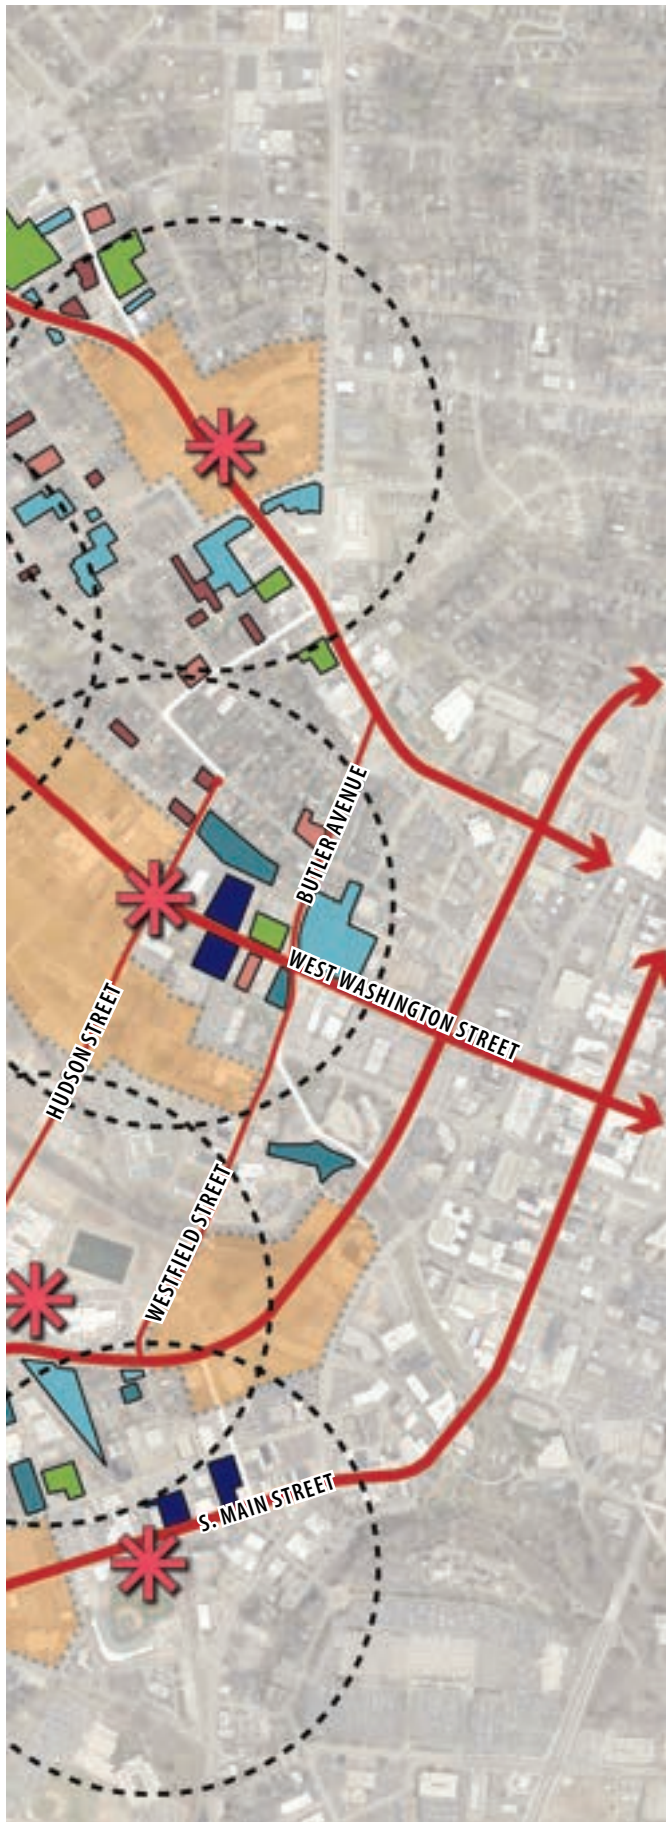 BUTLER AVENUE
WEST WASHINGTON STREET
HUDSON STREET
WESTFIELD STREET
S. MAIN STREET